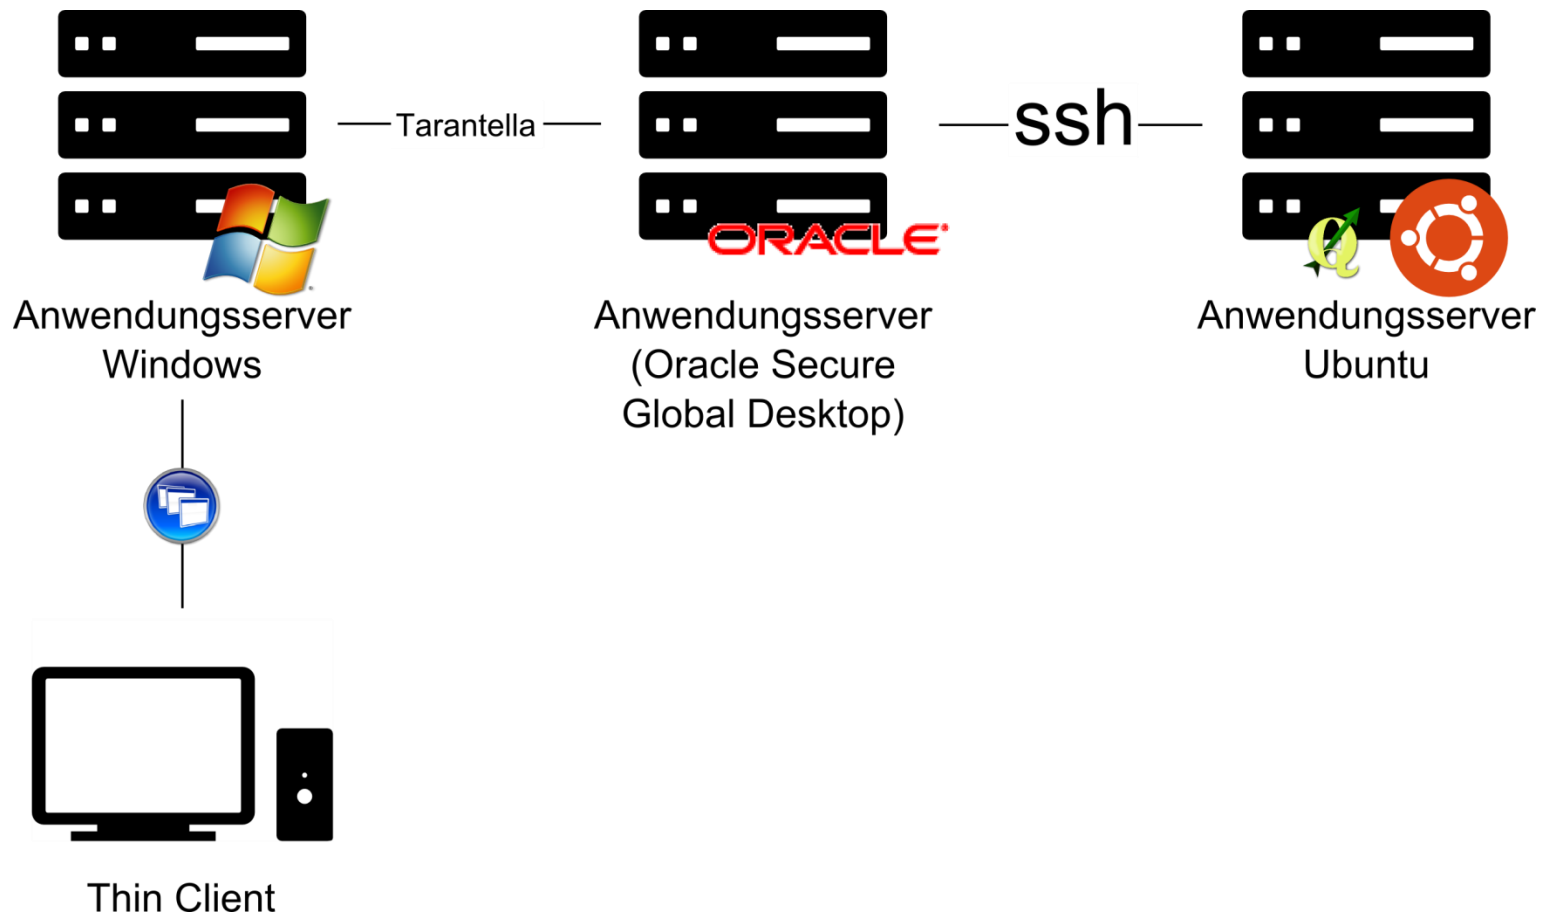 Tarantella
ssh
ORACLE
Anwendungsserver
Windows
Anwendungsserver
(Oracle Secure
Global Desktop)
Anwendungsserver
Ubuntu
Thin Client